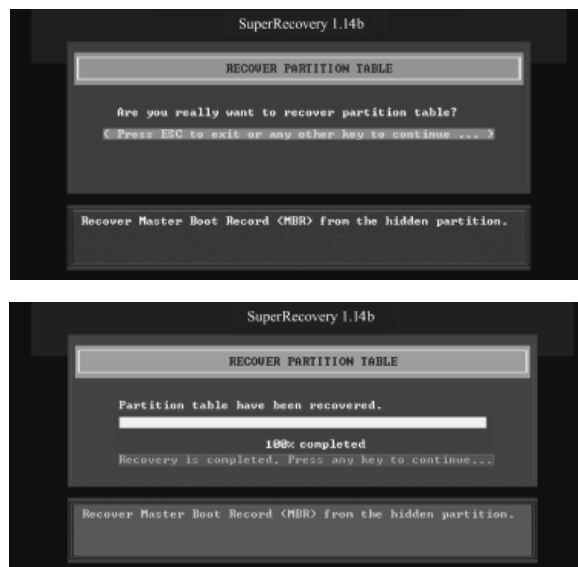 SuperRecovery 1.14b
RECOVER PARTITION TABLE
Are you really want to recover partition table?
( Press ESC to exit or any other key to continue ... )
Recover Master Boot Record (MBR) from the hidden partition.
SuperRecovery 1.14b
RECOVER PARTITION TABLE
Partition table have been recovered.
100% completed
Recovery is completed, Press any key to continue...
Recover Master Boot Record (MBR) from the hidden partition.